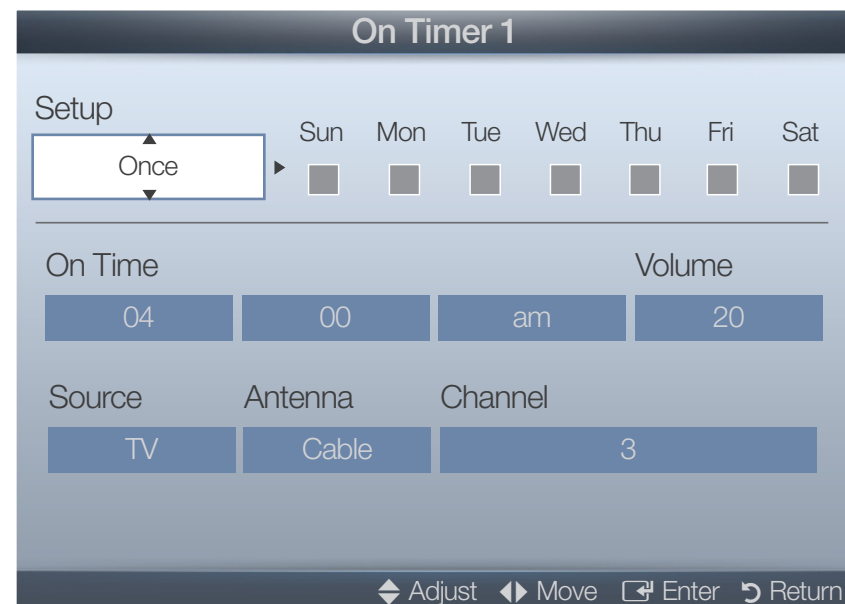 On Timer 1
Setup
Sun Mon Tue Wed Thu Fri Sat
Once
On Time Volume
04 00 am 20
Source Antenna Channel
TV Cable 3
Adjust Move Enter Return